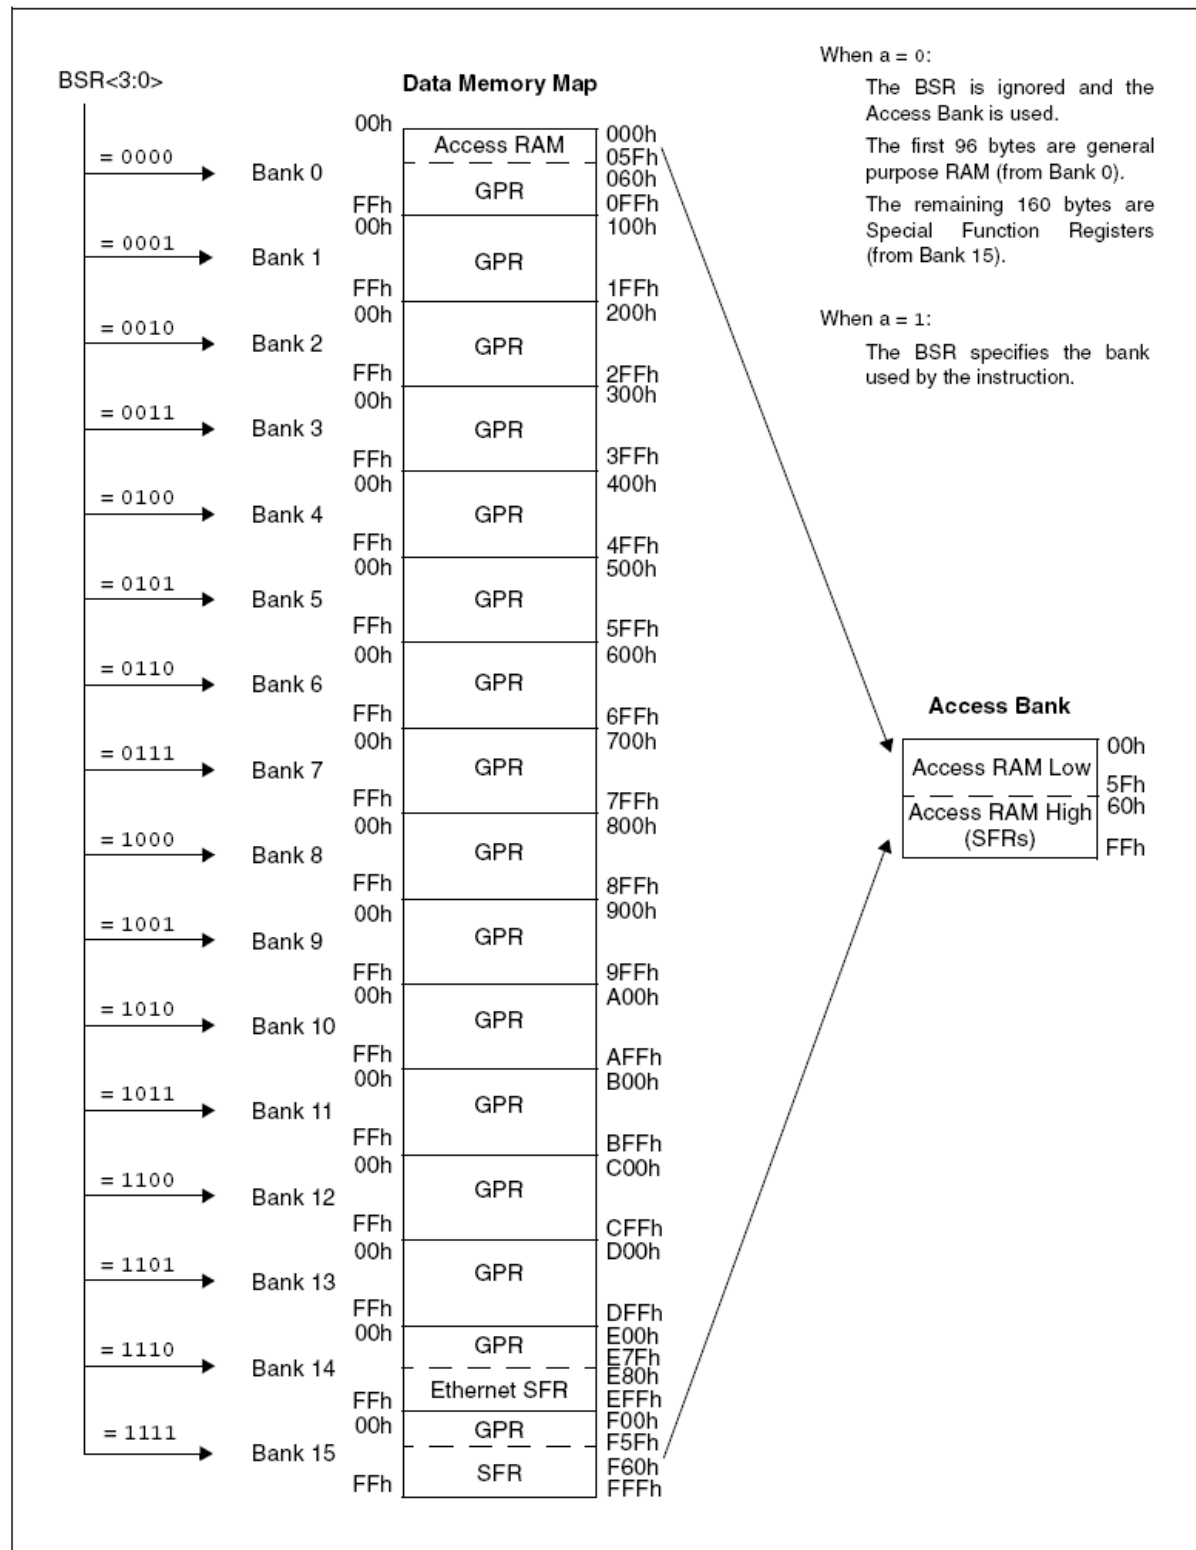 BSR<3:0>
Data Memory Map
When a = 0:
The BSR is ignored and the
Access Bank is used.
The first 96 bytes are general
purpose RAM (from Bank 0).
The remaining 160 bytes are
Special Function Registers
(from Bank 15).
When a = 1:
The BSR specifies the bank
used by the instruction.
= 0000
Bank 0
00h
FFh
Access RAM
GPR
000h
05Fh
060h
0FFh
= 0001
Bank 1
00h
FFh
GPR
100h
1FFh
= 0010
Bank 2
00h
FFh
GPR
200h
2FFh
= 0011
Bank 3
00h
FFh
GPR
300h
3FFh
= 0100
Bank 4
00h
FFh
GPR
400h
4FFh
= 0101
Bank 5
00h
FFh
GPR
500h
5FFh
= 0110
Bank 6
00h
FFh
GPR
600h
6FFh
= 0111
Bank 7
00h
FFh
GPR
700h
7FFh
= 1000
Bank 8
00h
FFh
GPR
800h
8FFh
= 1001
Bank 9
00h
FFh
GPR
900h
9FFh
= 1010
Bank 10
00h
FFh
GPR
A00h
AFFh
= 1011
Bank 11
00h
FFh
GPR
B00h
BFFh
= 1100
Bank 12
00h
FFh
GPR
C00h
CFFh
= 1101
Bank 13
00h
FFh
GPR
D00h
DFFh
= 1110
Bank 14
00h
FFh
GPR
Ethernet SFR
E00h
E7Fh
E80h
EFFh
= 1111
Bank 15
00h
FFh
GPR
SFR
F00h
F5Fh
F60h
FFFh
Access Bank
Access RAM Low
Access RAM High
(SFRs)
00h
5Fh
60h
FFh